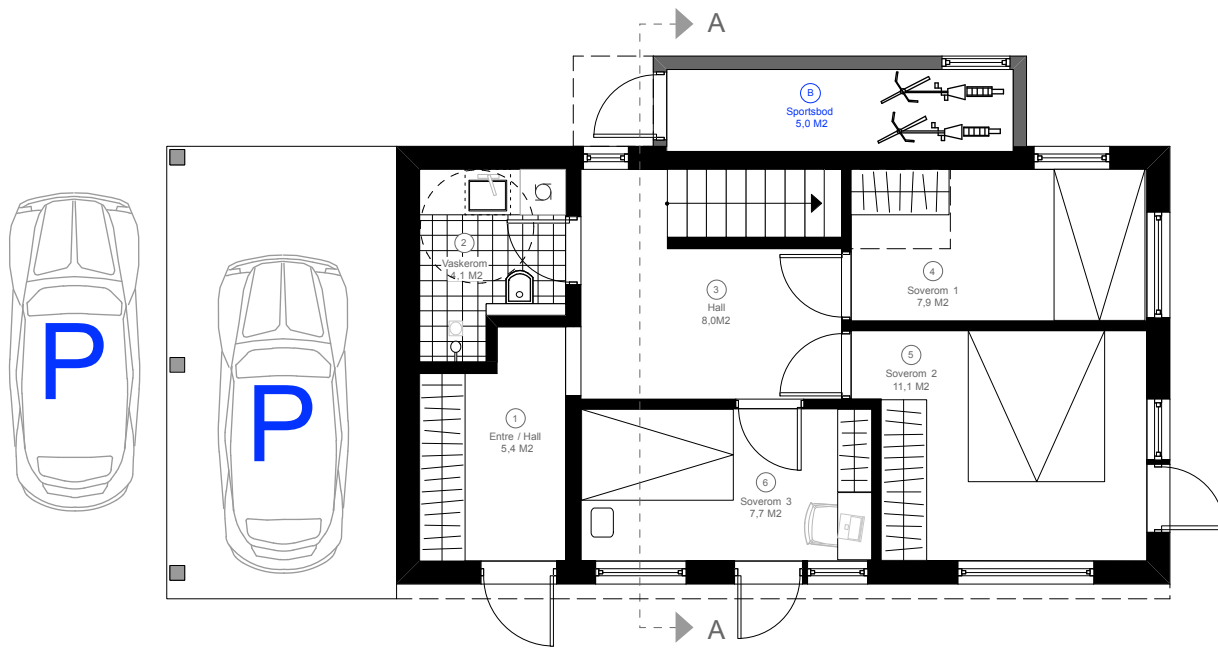 A
B
Sportsbod
5,0 M2
2
Vaskerom
4,1 M2
3
Hall
8,0M2
4
Soverom 1
7,9 M2
P
P
5
Soverom 2
11,1 M2
1
Entre / Hall
5,4 M2
6
Soverom 3
7,7 M2
A